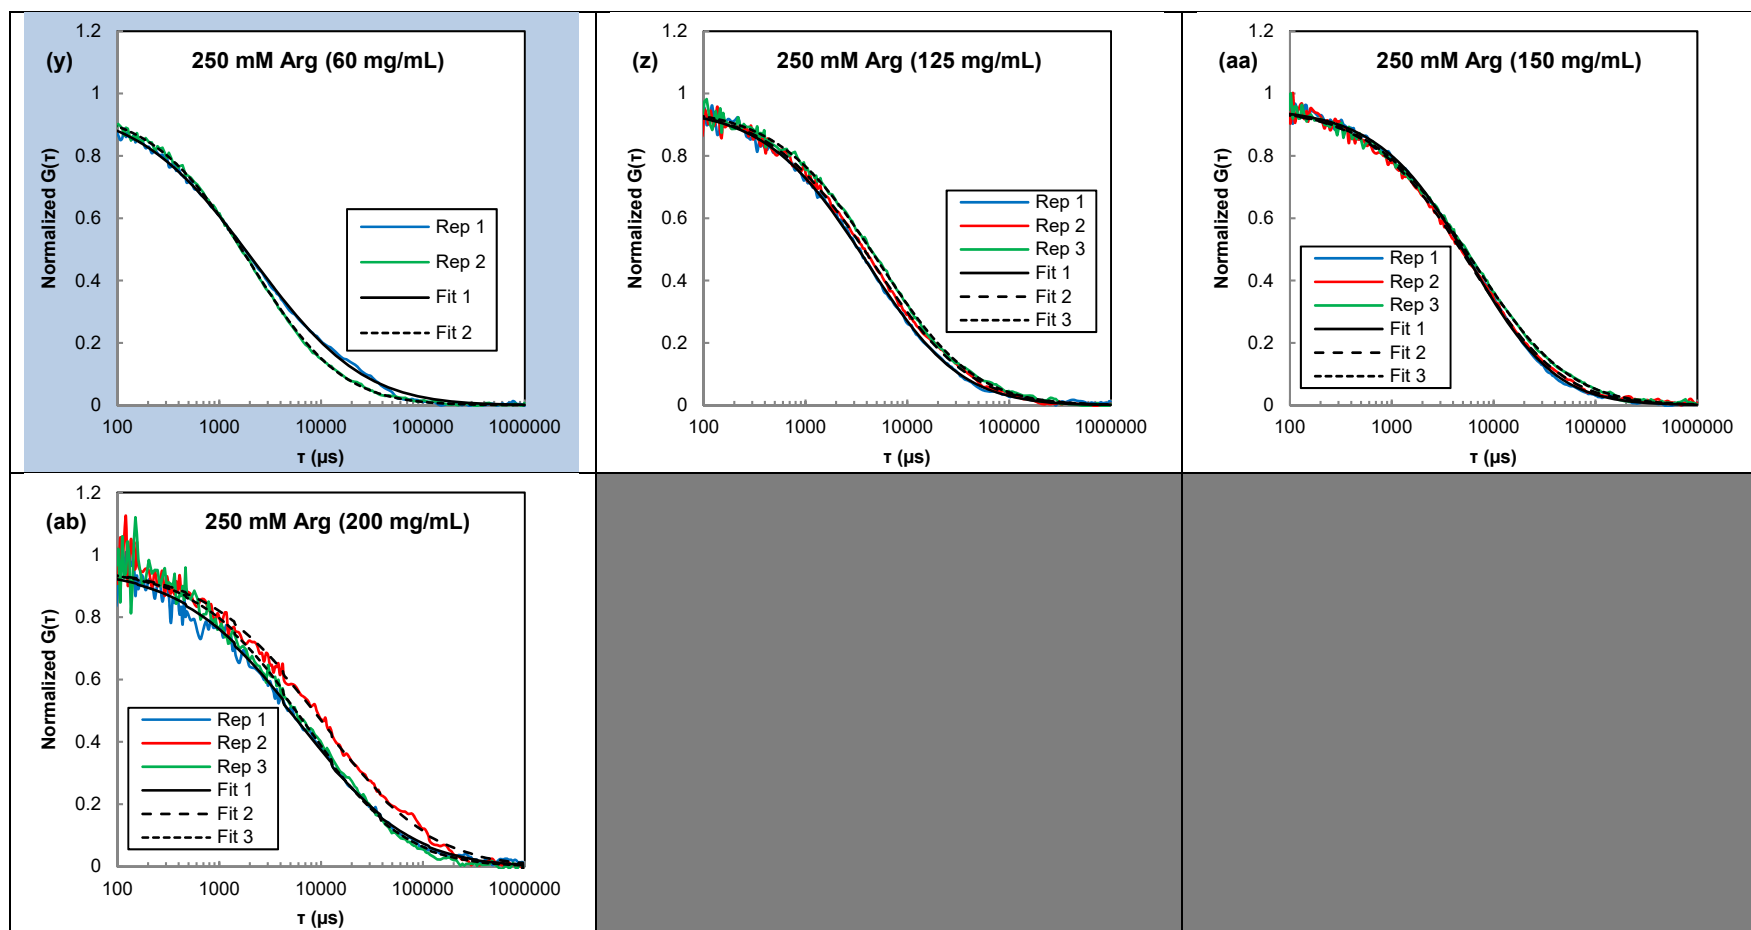 (y) 250 mM Arg (60 mg/mL)
Normalized G(τ)
1.2
1
0.8
0.6
0.4
0.2
0
Rep 1
Rep 2
Fit 1
Fit 2
100 1000 10000 100000 1000000
τ (µs)
(z) 250 mM Arg (125 mg/mL)
Normalized G(τ)
1.2
1
0.8
0.6
0.4
0.2
0
Rep 1
Rep 2
Rep 3
Fit 1
Fit 2
Fit 3
100 1000 10000 100000 1000000
τ (µs)
(aa) 250 mM Arg (150 mg/mL)
Normalized G(τ)
1.2
1
0.8
0.6
0.4
0.2
0
Rep 1
Rep 2
Rep 3
Fit 1
Fit 2
Fit 3
100 1000 10000 100000 1000000
τ (µs)
(ab) 250 mM Arg (200 mg/mL)
Normalized G(τ)
1.2
1
0.8
0.6
0.4
0.2
0
Rep 1
Rep 2
Rep 3
Fit 1
Fit 2
Fit 3
100 1000 10000 100000 1000000
τ (µs)